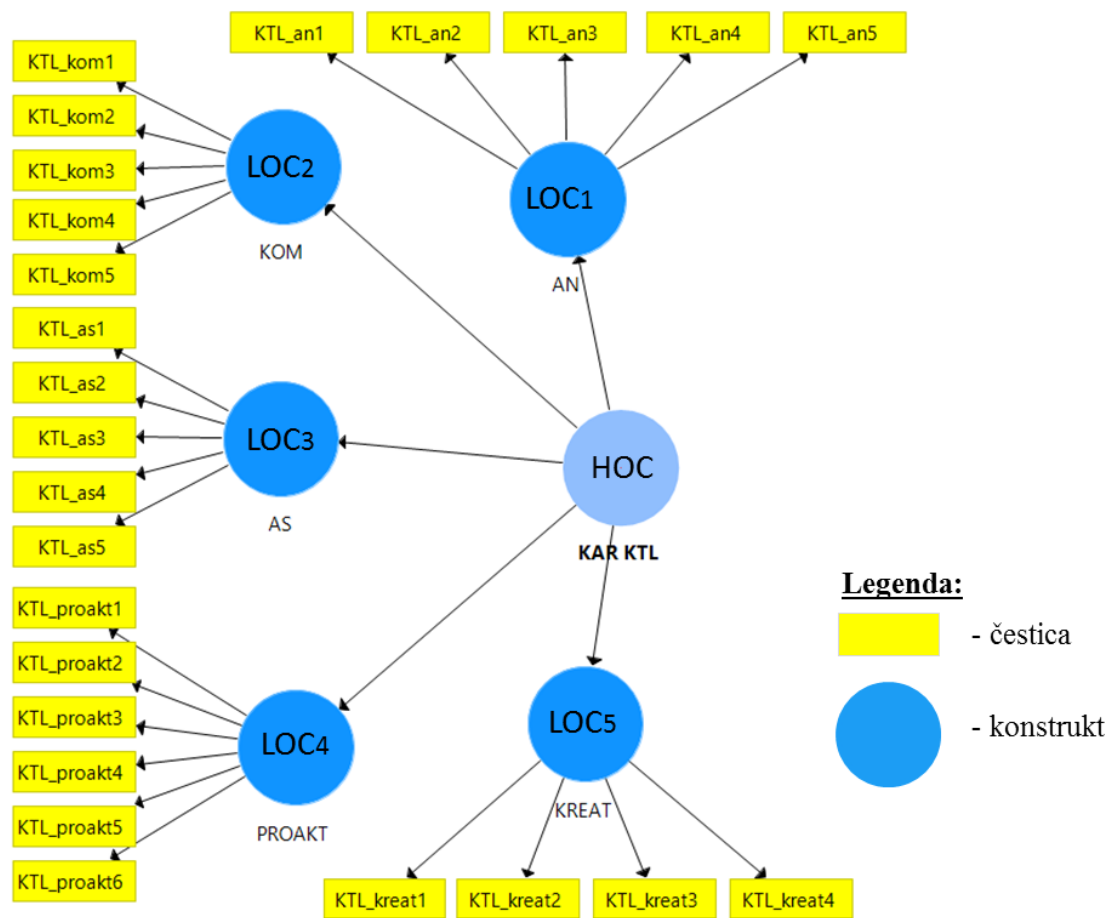 KTL_an1
KTL_an2
KTL_an3
KTL_an4
KTL_an5
KTL_kom1
KTL_kom2
KTL_kom3
KTL_kom4
KTL_kom5
LOC2
KOM
LOC1
AN
KTL_as1
KTL_as2
KTL_as3
KTL_as4
KTL_as5
LOC3
AS
HOC
KAR KTL
KTL_proakt1
KTL_proakt2
KTL_proakt3
KTL_proakt4
KTL_proakt5
KTL_proakt6
LOC4
PROAKT
LOC5
KREAT
KTL_kreat1
KTL_kreat2
KTL_kreat3
KTL_kreat4
Legenda:
- čestica
- konstrukt